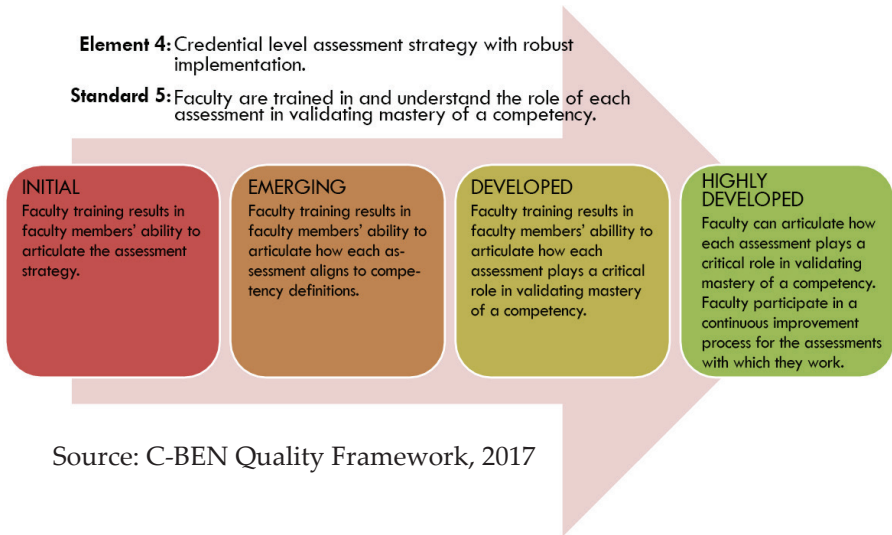 Element 4: Credential level assessment strategy with robust
implementation.
Standard 5: Faculty are trained in and understand the role of each
assessment in validating mastery of a competency.
INITIAL
Faculty training results in
faculty members' ability to
articulate the assessment
strategy.
EMERGING
Faculty training results in
faculty members' ability to
articulate how each as-
sessment aligns to compe-
tency definitions.
DEVELOPED
Faculty training results in
faculty members' abillity to
articulate how each
assessment plays a critical
role in validating mastery
of a competency.
HIGHLY
DEVELOPED
Faculty can articulate how
each assessment plays a
critical role in validating
mastery of a competency.
Faculty participate in a
continuous improvement
process for the assessments
with which they work.
Source: C-BEN Quality Framework, 2017